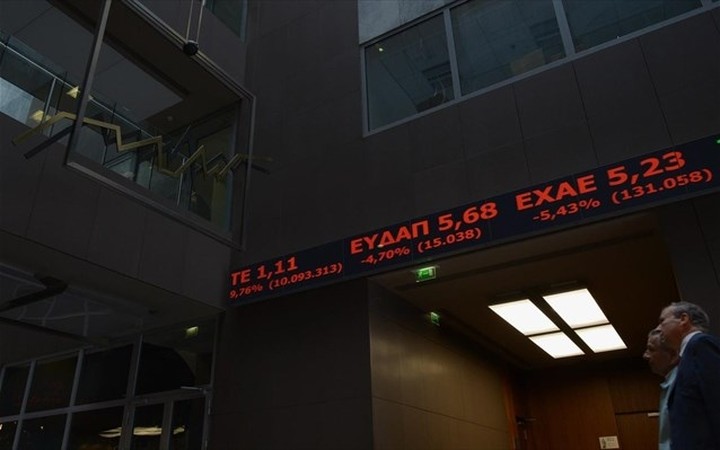 ΤΕ 1,11 ΕΥΔΑΠ 5,68 ΕΧΑΕ 5,23
9,76% (10.093.313) -4,70% (15.038) -5,43% (131.058)